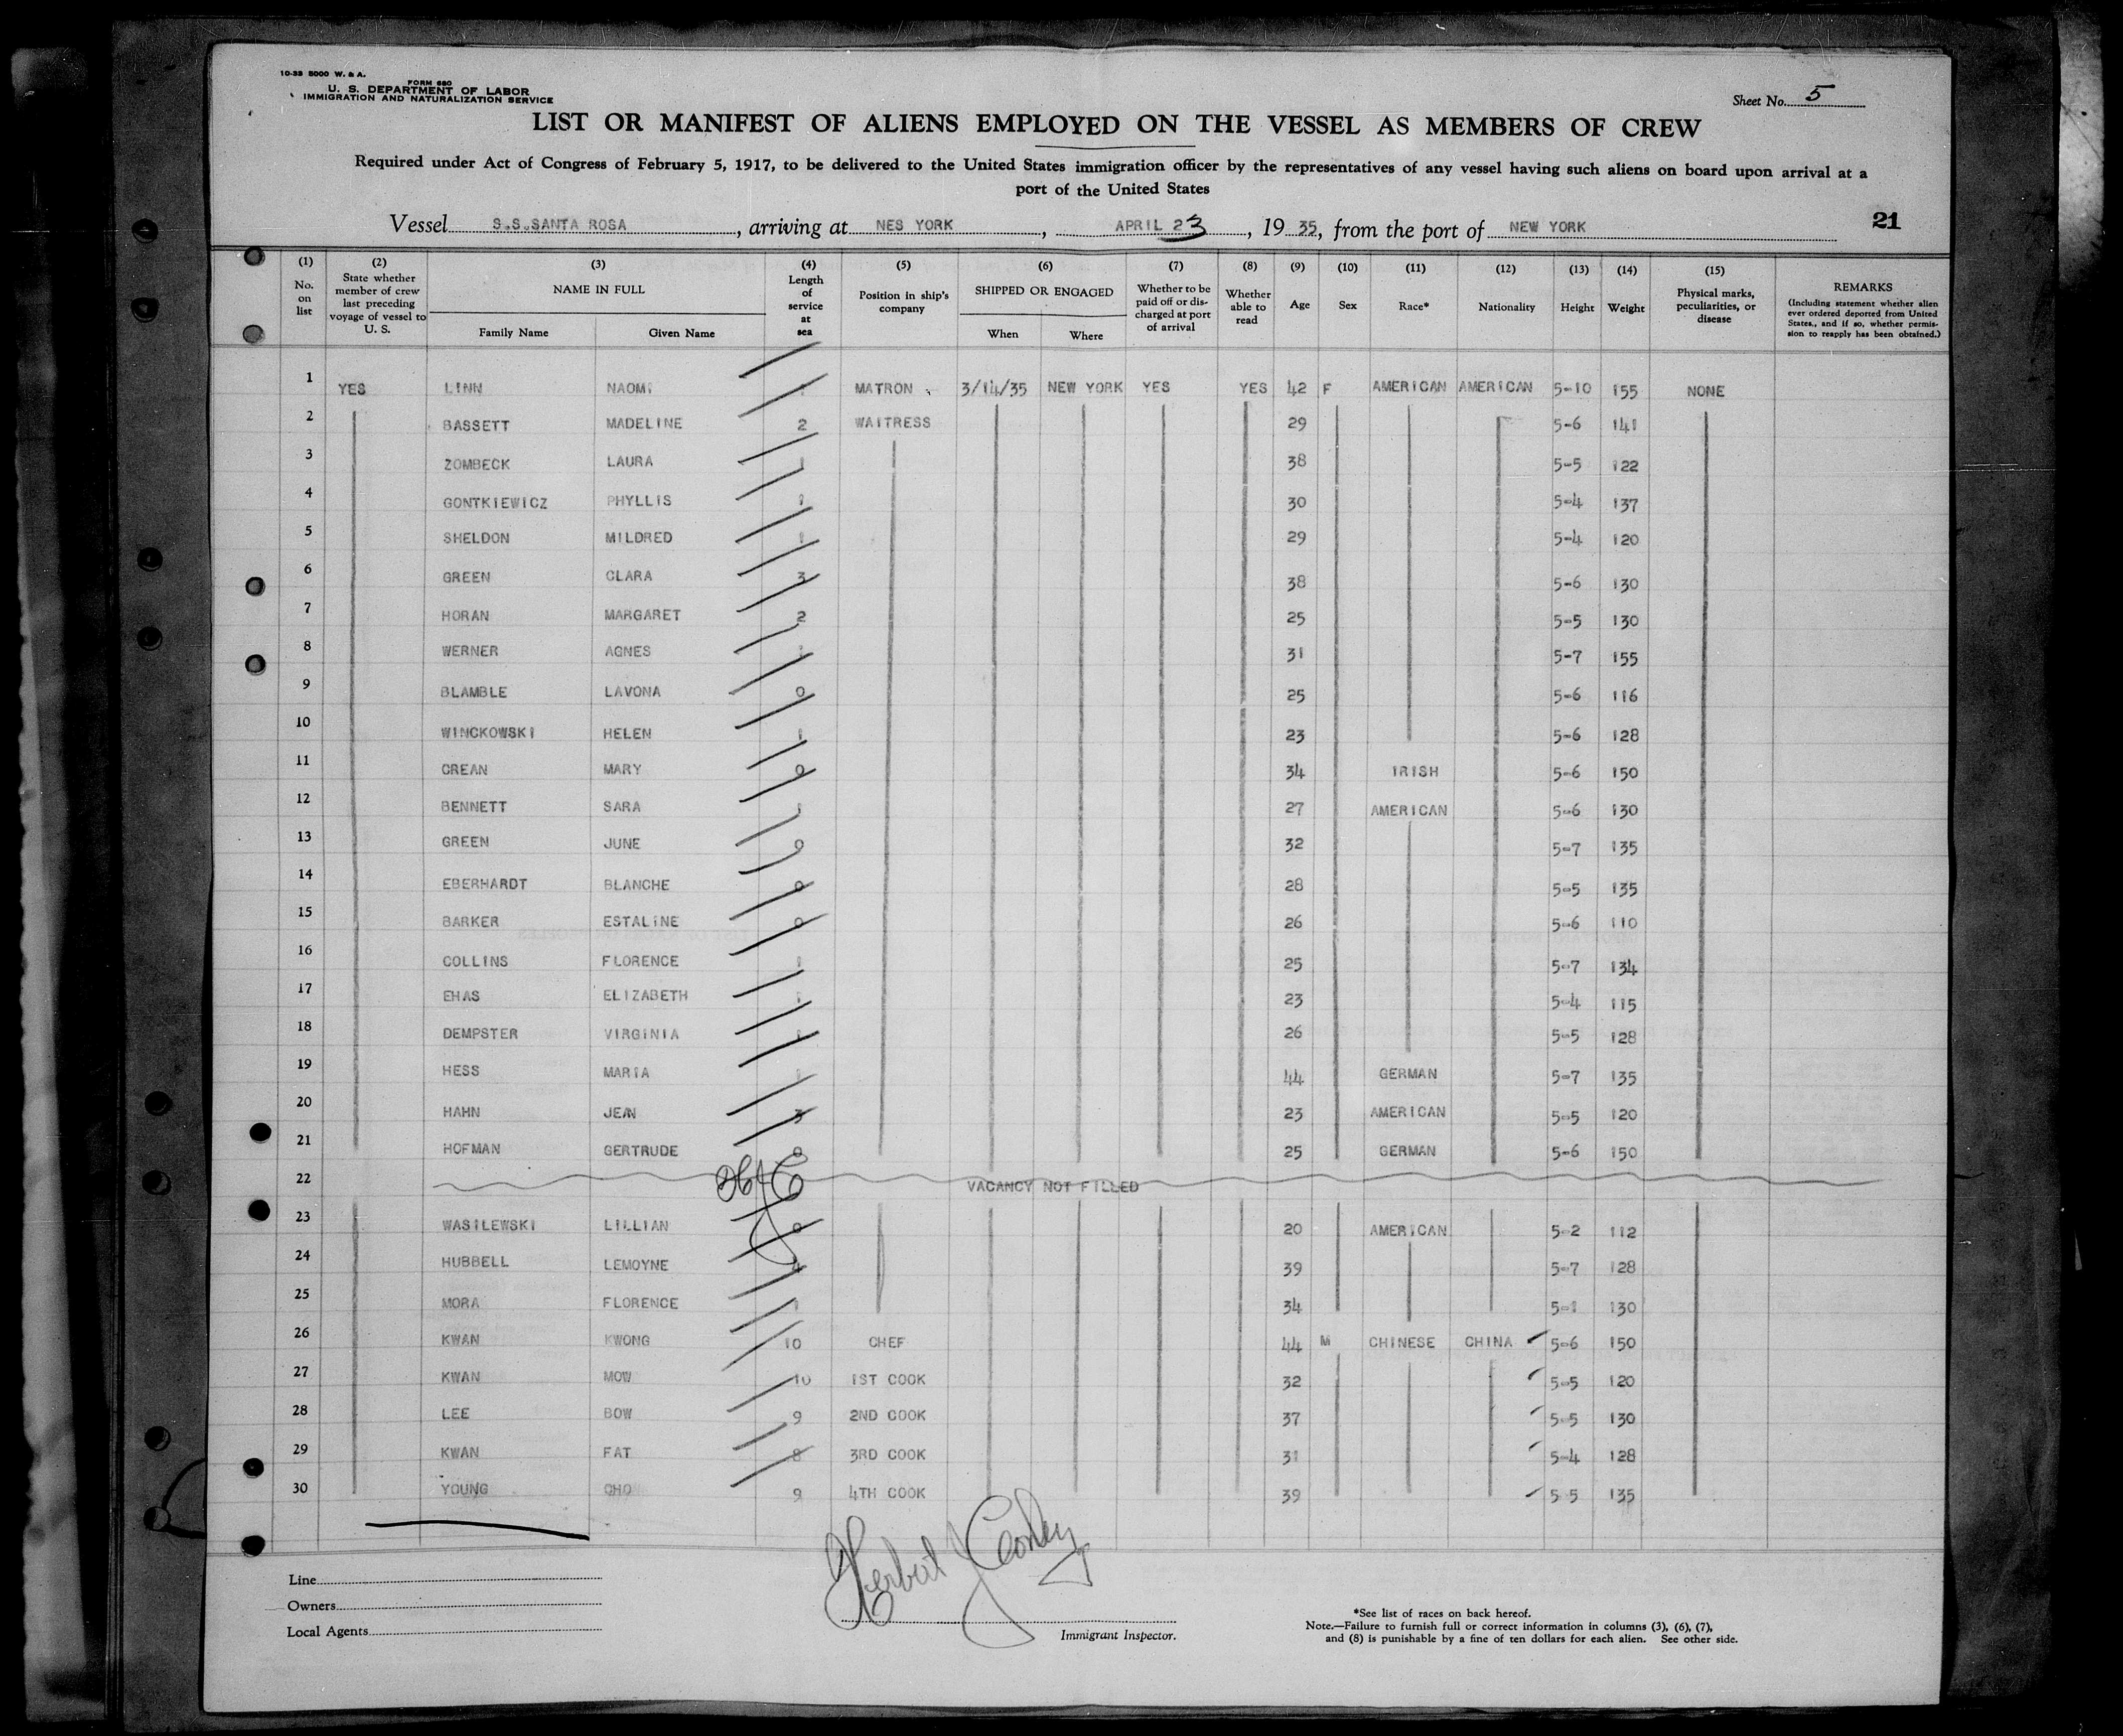 10-33 5000 W. & A.
FORM 680
U. S. DEPARTMENT OF LABOR
IMMIGRATION AND NATURALIZATION SERVICE
Sheet No. 5
LIST OR MANIFEST OF ALIENS EMPLOYED ON THE VESSEL AS MEMBERS OF CREW
Required under Act of Congress of February 5, 1917, to be delivered to the United States immigration officer by the representatives of any vessel having such aliens on board upon arrival at a
port of the United States
Vessel S.S.SANTA ROSA, arriving at NES YORK, APRIL 23, 19 35, from the port of NEW YORK 21
(1) No. on list
(2) State whether member of crew last preceding voyage of vessel to U. S.
(3) NAME IN FULL Family Name Given Name
(4) Length of service at sea
(5) Position in ship's company
(6) SHIPPED OR ENGAGED When Where
(7) Whether to be paid off or discharged at port of arrival
(8) Whether able to read
(9) Age
(10) Sex
(11) Race*
(12) Nationality
(13) Height
(14) Weight
(15) Physical marks, peculiarities, or disease
REMARKS (Including statement whether alien ever ordered deported from United States, and if so, whether permission to reapply has been obtained.)
1 YES LINN NAOMI MATRON 3/14/35 NEW YORK YES YES 42 F AMERICAN AMERICAN 5-10 155 NONE
2 BASSETT MADELINE 2 WAITRESS 29 5-6 141
3 ZOMBECK LAURA 1 38 5-5 122
4 GONTKIEWICZ PHYLLIS 1 30 5-4 137
5 SHELDON MILDRED 1 29 5-4 120
6 GREEN CLARA 3 38 5-6 130
7 HORAN MARGARET 2 25 5-5 130
8 WERNER AGNES 31 5-7 155
9 BLAMBLE LAVONA 0 25 5-6 116
10 WINCKOWSKI HELEN 1 23 5-6 128
11 CREAN MARY 0 34 IRISH 5-6 150
12 BENNETT SARA 1 27 AMERICAN 5-6 130
13 GREEN JUNE 0 32 5-7 135
14 EBERHARDT BLANCHE 0 28 5-5 135
15 BARKER ESTALINE 0 26 5-6 110
16 COLLINS FLORENCE 1 25 5-7 134
17 EHAS ELIZABETH 1 23 5-4 115
18 DEMPSTER VIRGINIA 1 26 5-5 128
19 HESS MARIA 1 44 GERMAN 5-7 135
20 HAHN JEAN 3 23 AMERICAN 5-5 120
21 HOFMAN GERTRUDE 0 25 GERMAN 5-6 150
22 VACANCY NOT FILLED
23 WASILEWSKI LILLIAN 0 20 AMERICAN 5-2 112
24 HUBBELL LEMOYNE 4 39 5-7 128
25 MORA FLORENCE 1 34 5-1 130
26 KWAN KWONG 10 CHEF 44 M CHINESE CHINA 5-6 150
27 KWAN MOW 10 1ST COOK 32 5-5 120
28 LEE BOW 9 2ND COOK 37 5-5 130
29 KWAN FAT 8 3RD COOK 31 5-4 128
30 YOUNG CHO 9 4TH COOK 39 5-5 135
Line
Owners
Local Agents
Immigrant Inspector.
*See list of races on back hereof.
Note.—Failure to furnish full or correct information in columns (3), (6), (7),
and (8) is punishable by a fine of ten dollars for each alien. See other side.